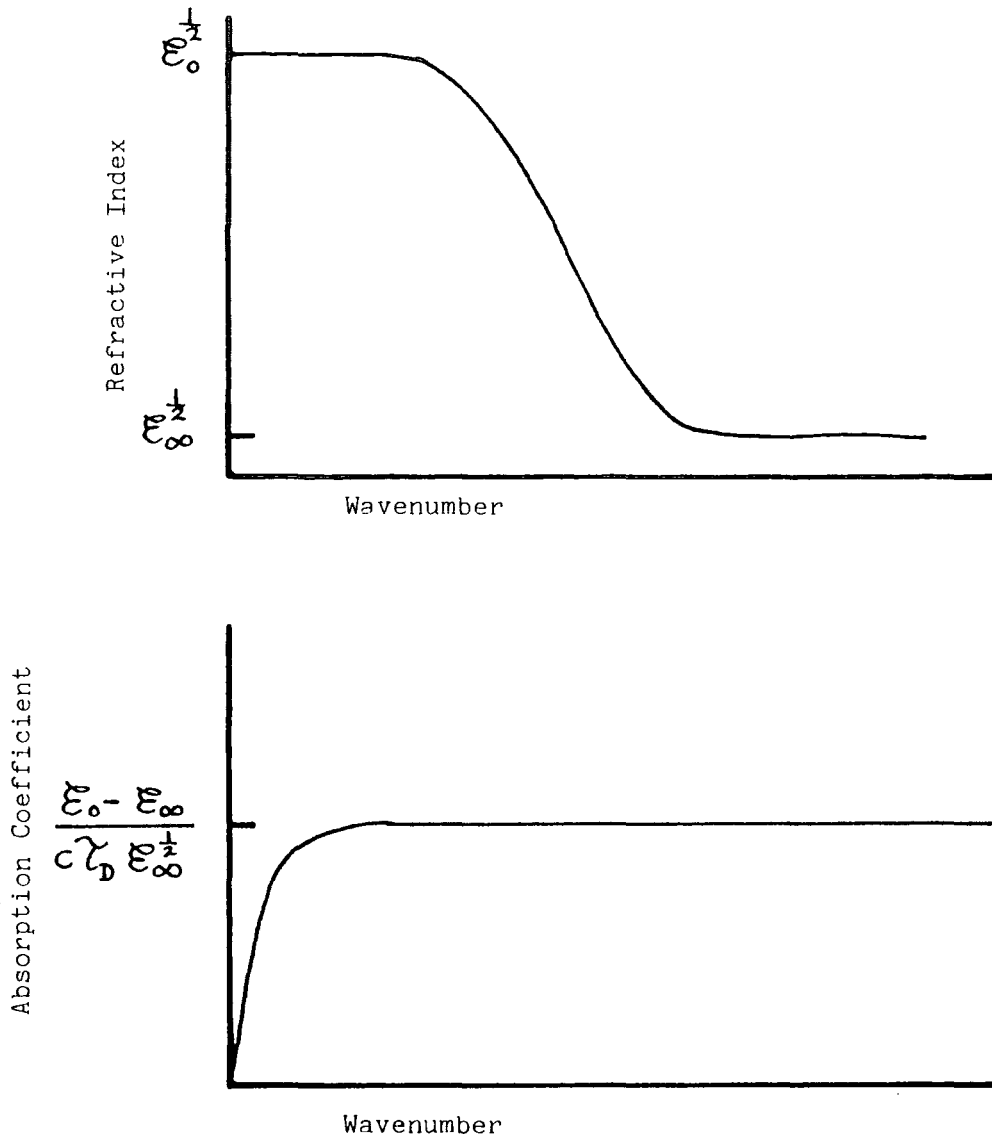 ε₀^½
Refractive Index
ε∞^½
Wavenumber
Absorption Coefficient
ε₀ - ε∞
c τ_D ε∞^½
Wavenumber